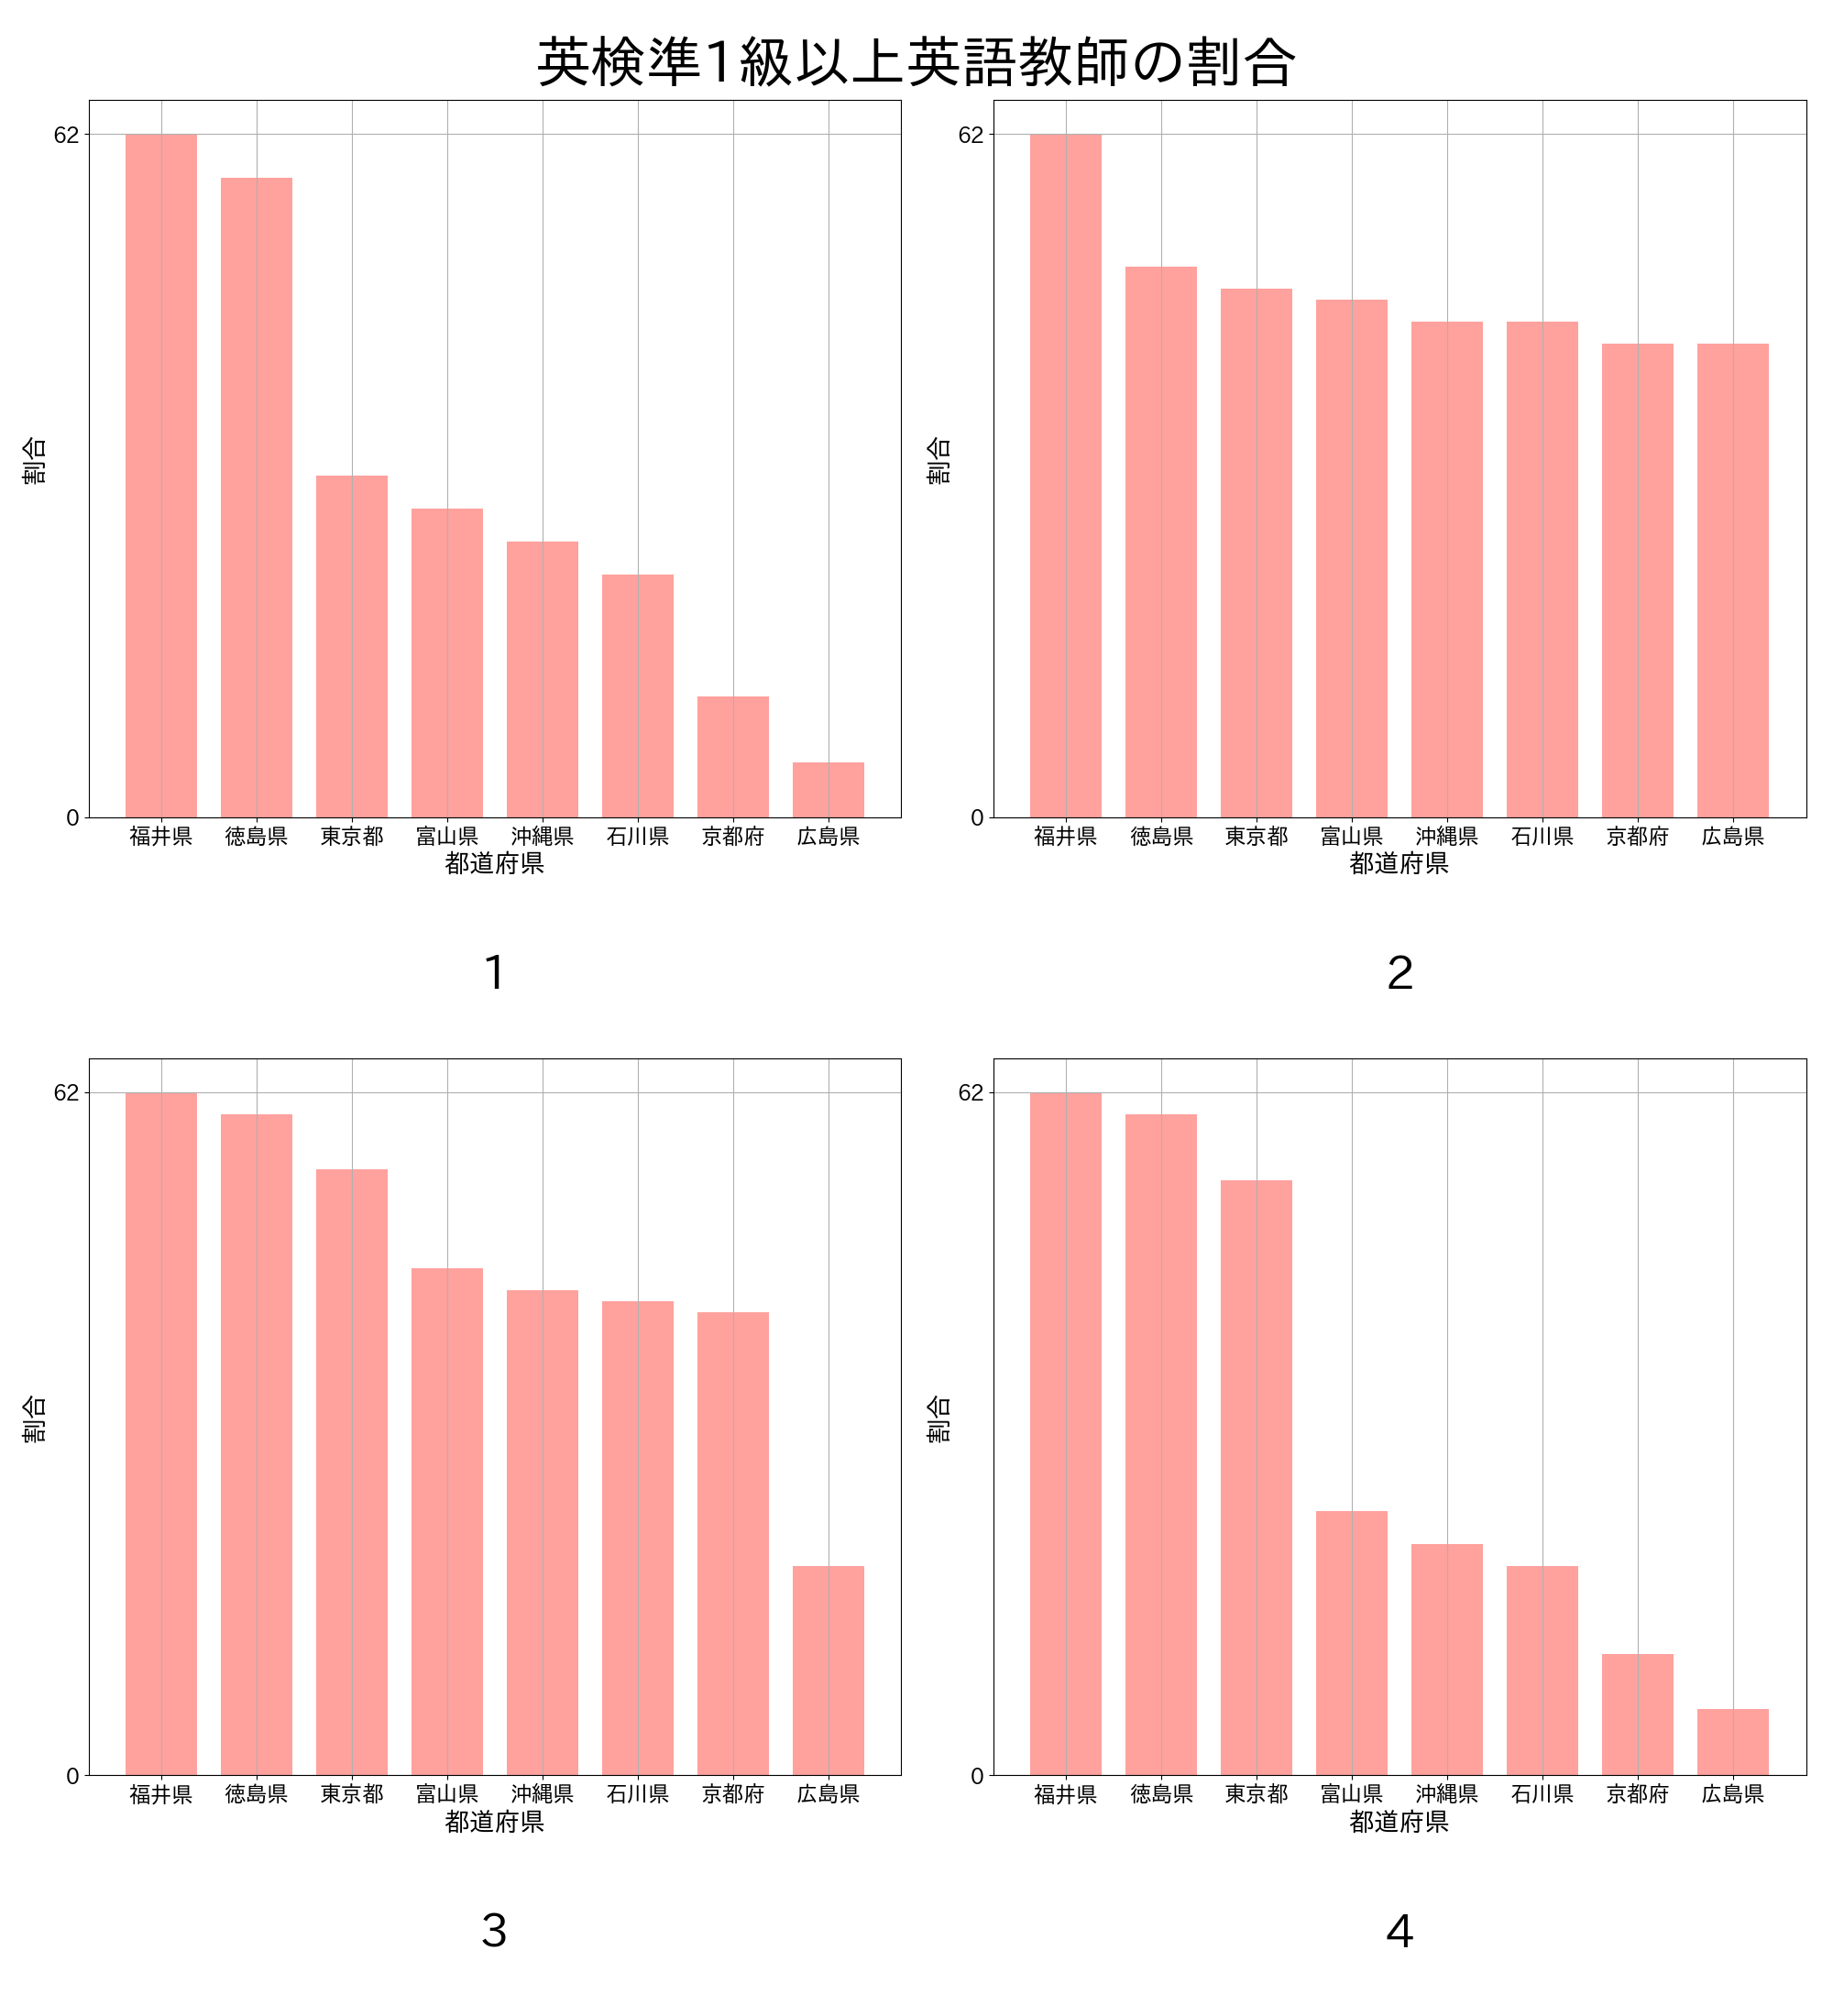 英検準1級以上英語教師の割合
62
0
割合
福井県 徳島県 東京都 富山県 沖縄県 石川県 京都府 広島県
都道府県
1
62
0
割合
福井県 徳島県 東京都 富山県 沖縄県 石川県 京都府 広島県
都道府県
2
62
0
割合
福井県 徳島県 東京都 富山県 沖縄県 石川県 京都府 広島県
都道府県
3
62
0
割合
福井県 徳島県 東京都 富山県 沖縄県 石川県 京都府 広島県
都道府県
4